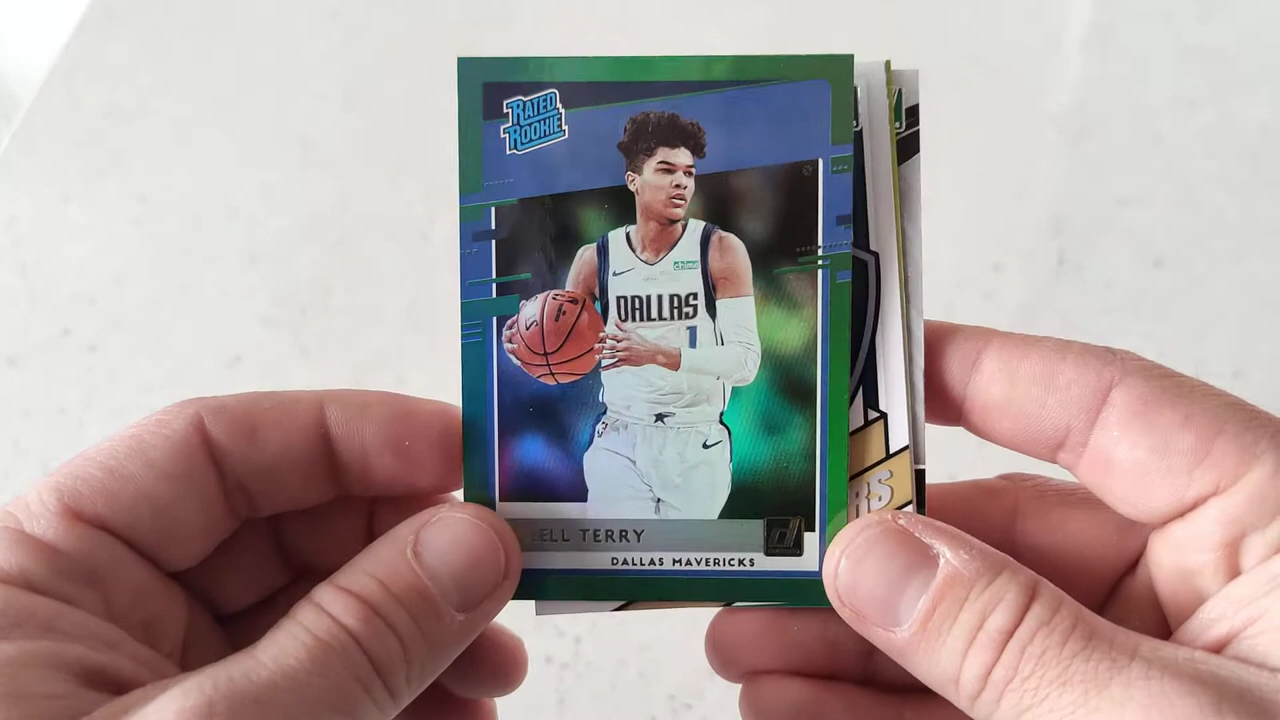 RATED
ROOKIE
chime
DALLAS
1
ELL TERRY
DALLAS MAVERICKS
RS